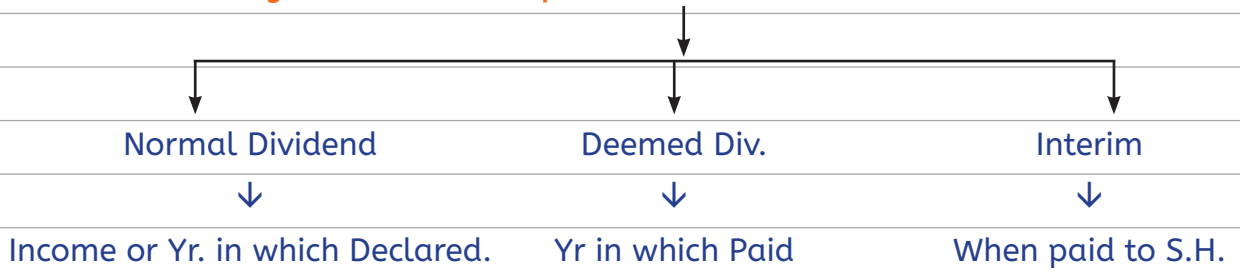 Normal Dividend Deemed Div. Interim
Income or Yr. in which Declared. Yr in which Paid When paid to S.H.